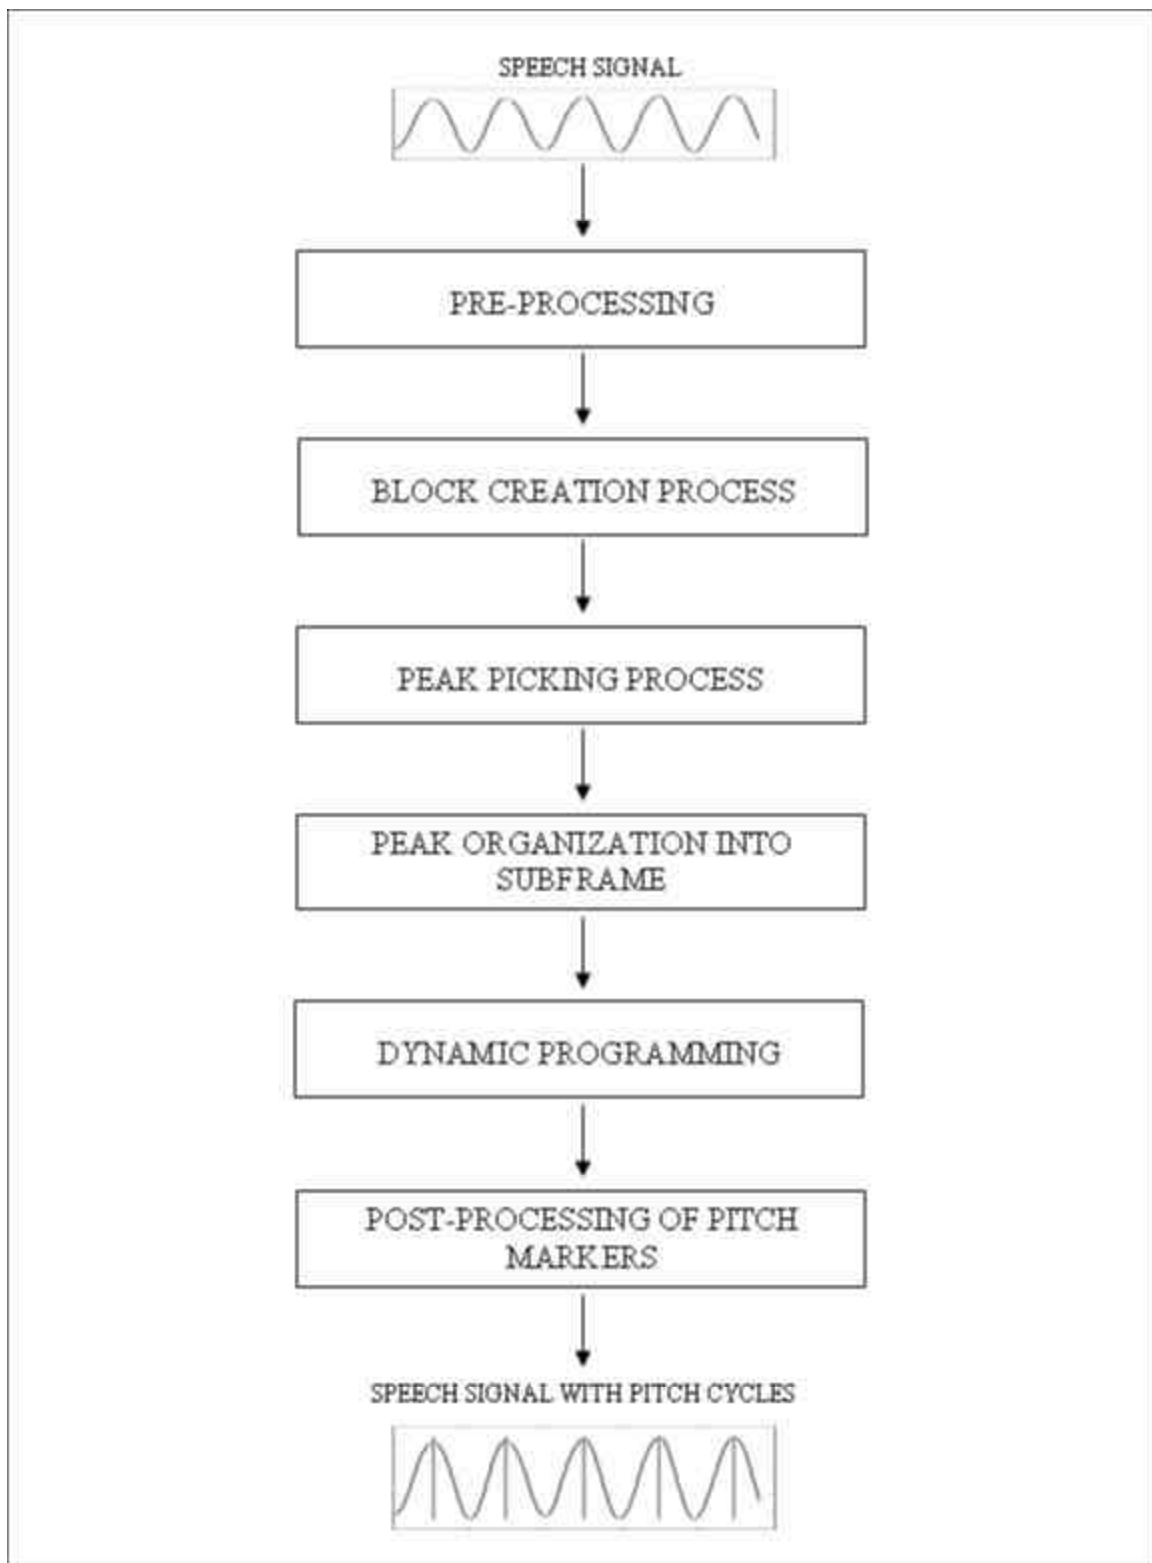 SPEECH SIGNAL
PRE-PROCESSING
BLOCK CREATION PROCESS
PEAK PICKING PROCESS
PEAK ORGANIZATION INTO
SUBFRAME
DYNAMIC PROGRAMMING
POST-PROCESSING OF PITCH
MARKERS
SPEECH SIGNAL WITH PITCH CYCLES